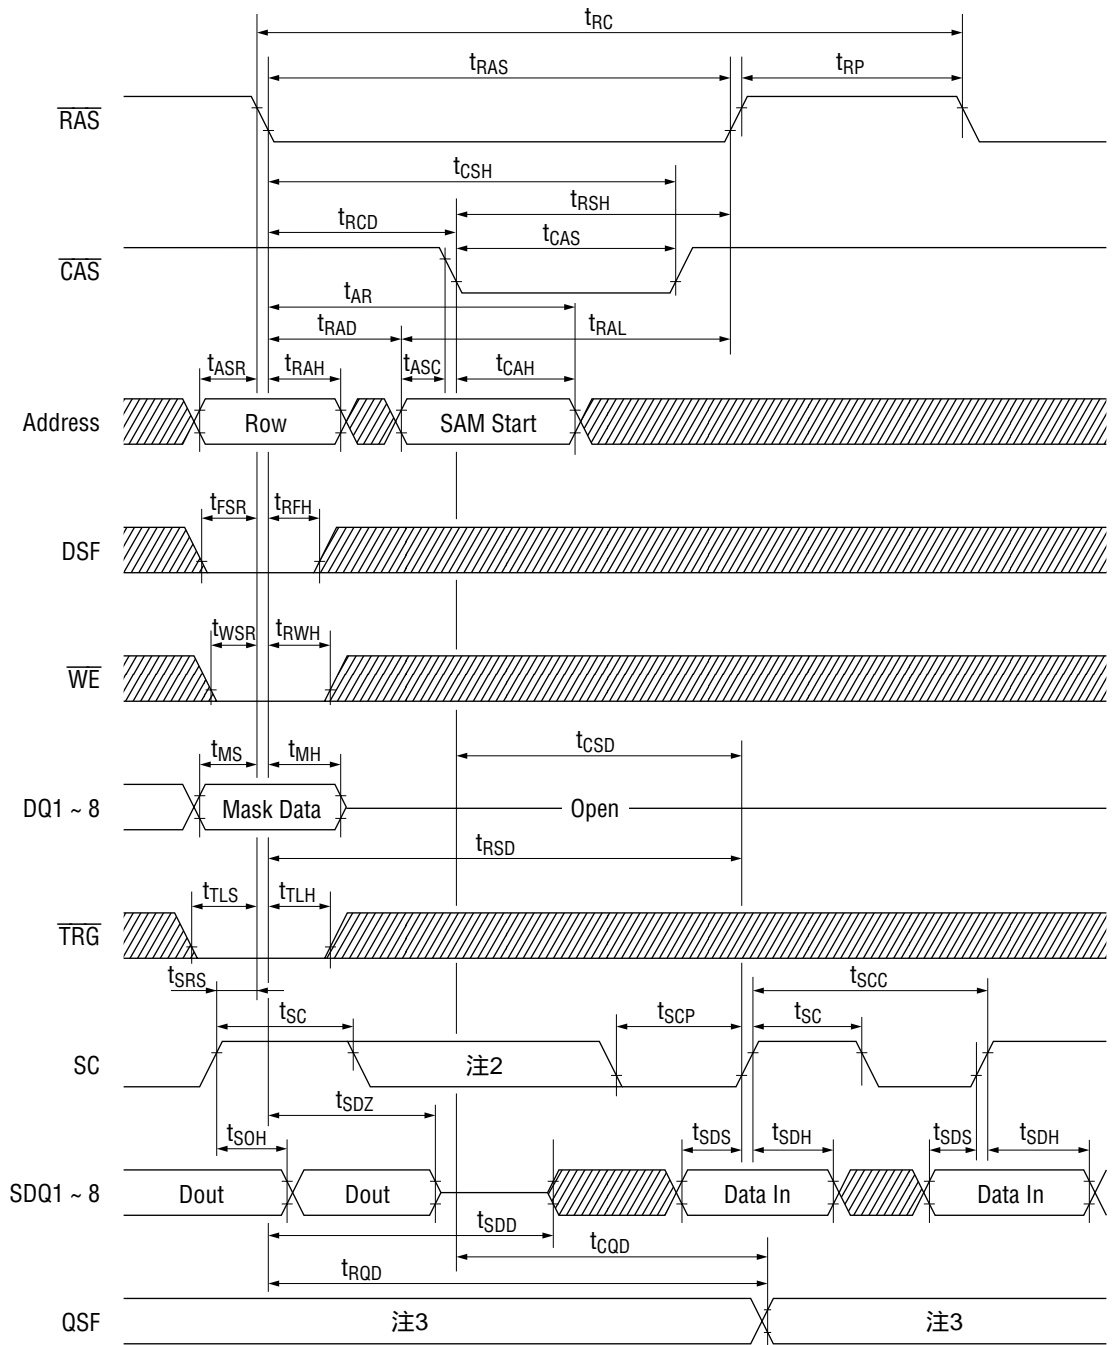 tRC
tRAS tRP
RAS
tCSH
tRSH
tRCD
tCAS
CAS
tAR
tRAD tRAL
tASR tRAH tASC tCAH
Address Row SAM Start
tFSR tRFH
DSF
tWSR tRWH
WE
tCSD
tMS tMH
DQ1 ~ 8 Mask Data Open
tRSD
tTLS tTLH
TRG
tSRS tSCC
tSC tSCP tSC
SC 注2
tSDZ
tSOH tSDS tSDH tSDS tSDH
SDQ1 ~ 8 Dout Dout Data In Data In
tSDD
tCQD
tRQD
QSF 注3 注3